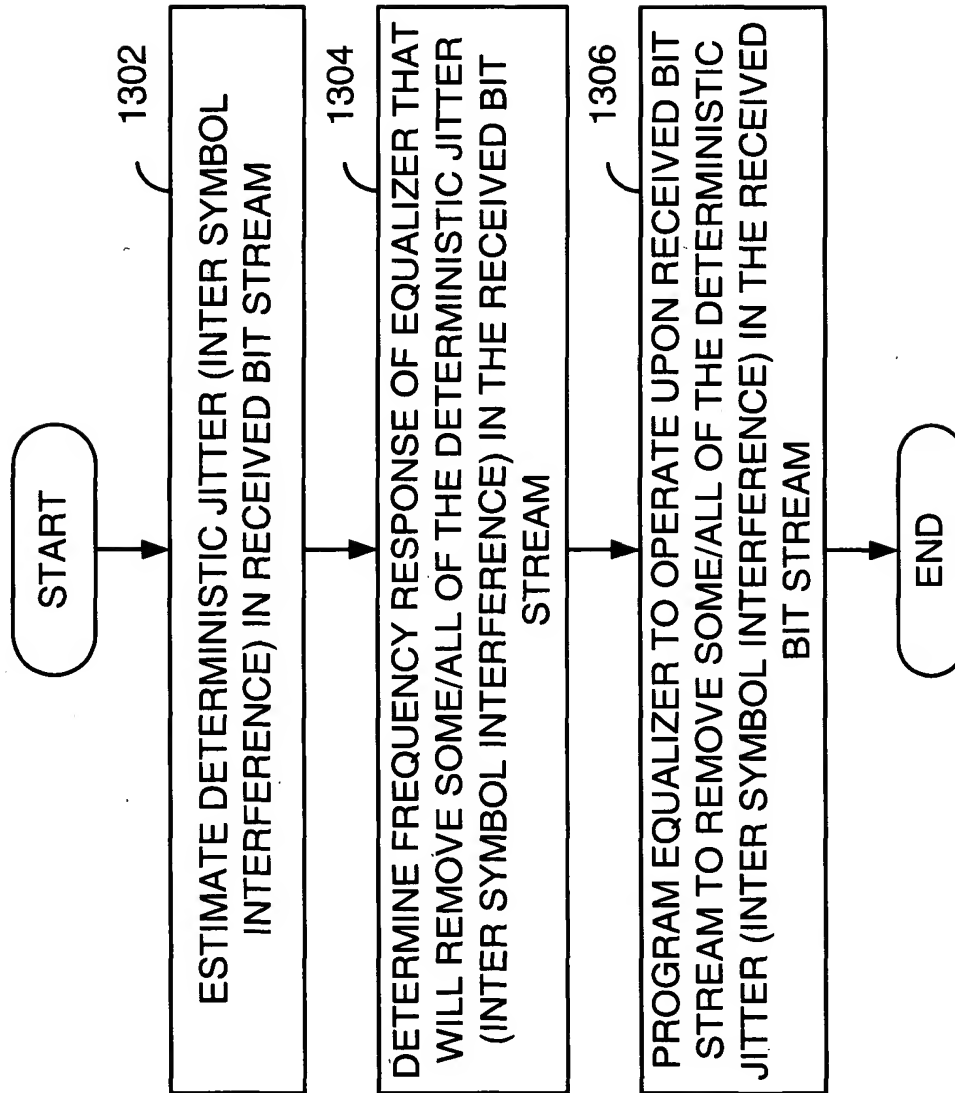 START
1302
ESTIMATE DETERMINISTIC JITTER (INTER SYMBOL
INTERFERENCE) IN RECEIVED BIT STREAM
1304
DETERMINE FREQUENCY RESPONSE OF EQUALIZER THAT
WILL REMOVE SOME/ALL OF THE DETERMINISTIC JITTER
(INTER SYMBOL INTERFERENCE) IN THE RECEIVED BIT
STREAM
1306
PROGRAM EQUALIZER TO OPERATE UPON RECEIVED BIT
STREAM TO REMOVE SOME/ALL OF THE DETERMINISTIC
JITTER (INTER SYMBOL INTERFERENCE) IN THE RECEIVED
BIT STREAM
END